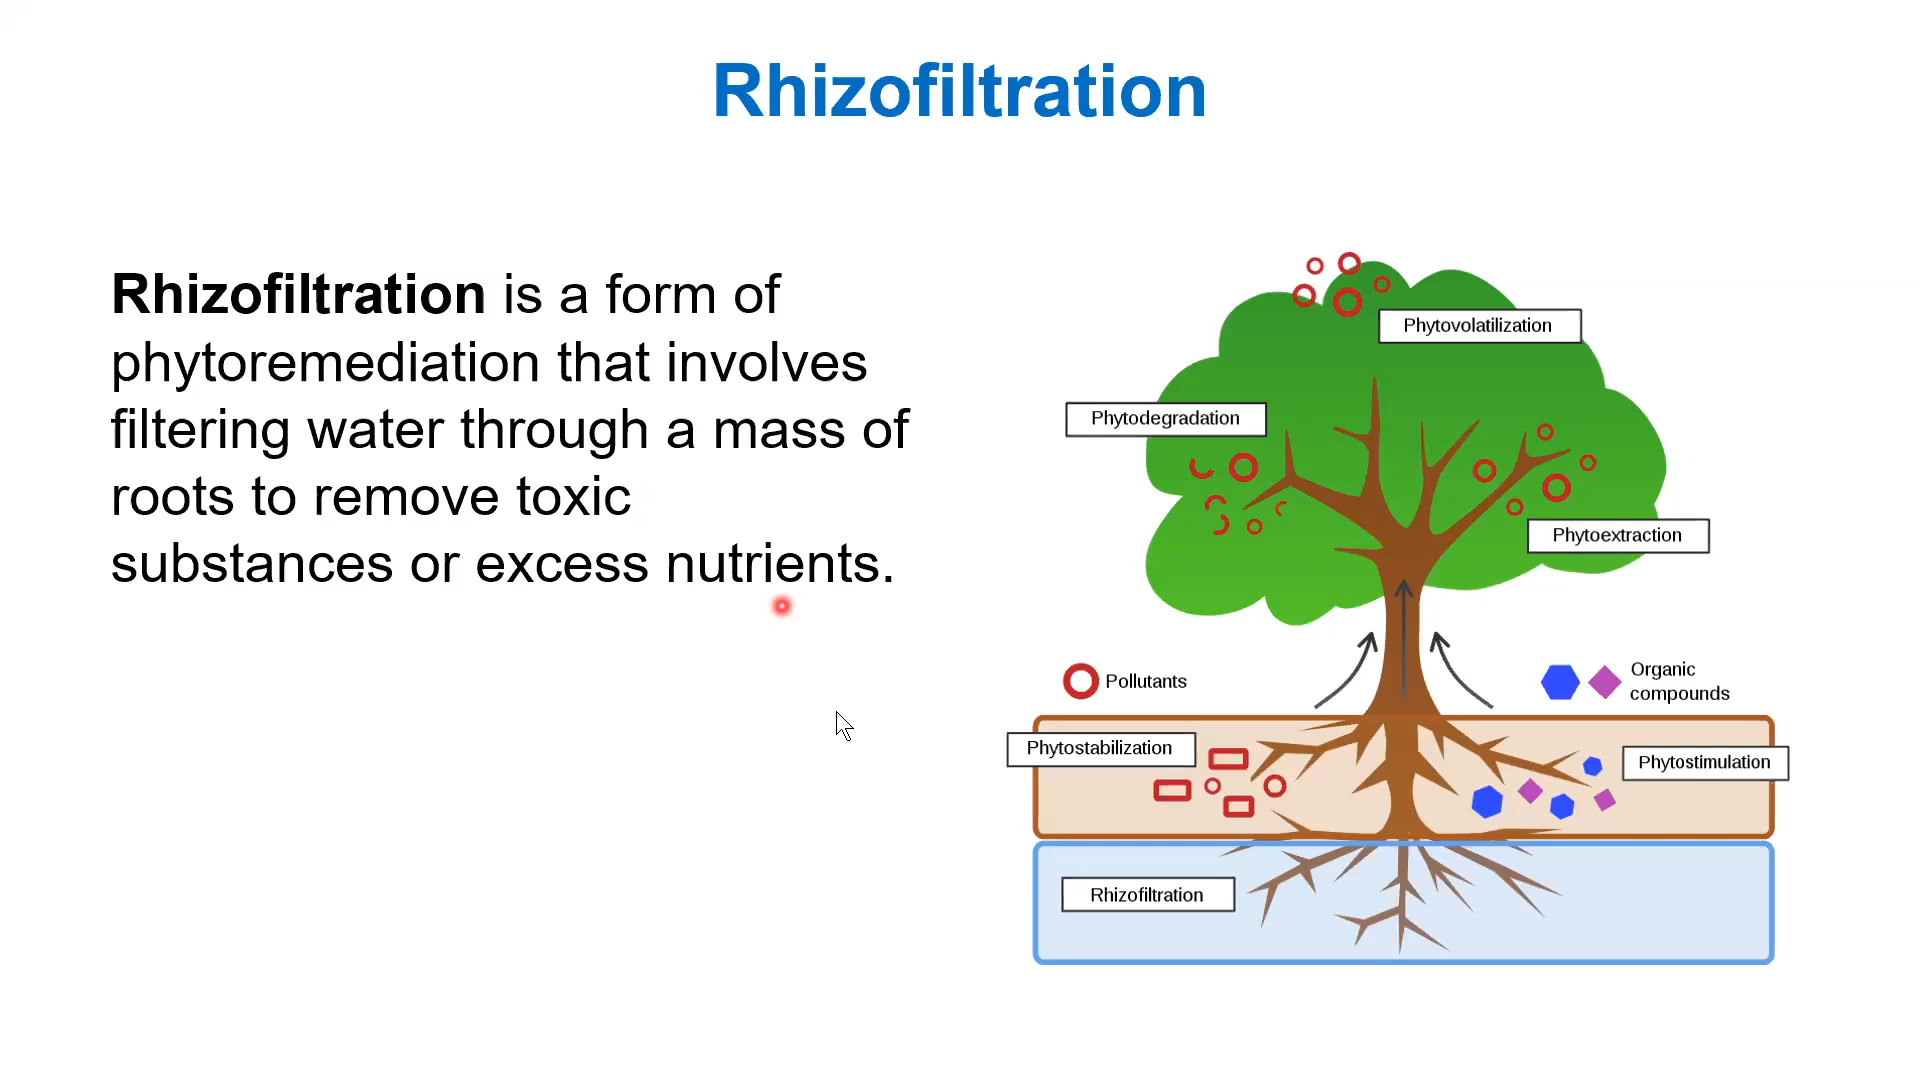 Rhizofiltration
Rhizofiltration is a form of
phytoremediation that involves
filtering water through a mass of
roots to remove toxic
substances or excess nutrients.
Phytovolatilization
Phytodegradation
Phytoextraction
Pollutants
Organic
compounds
Phytostabilization
Phytostimulation
Rhizofiltration